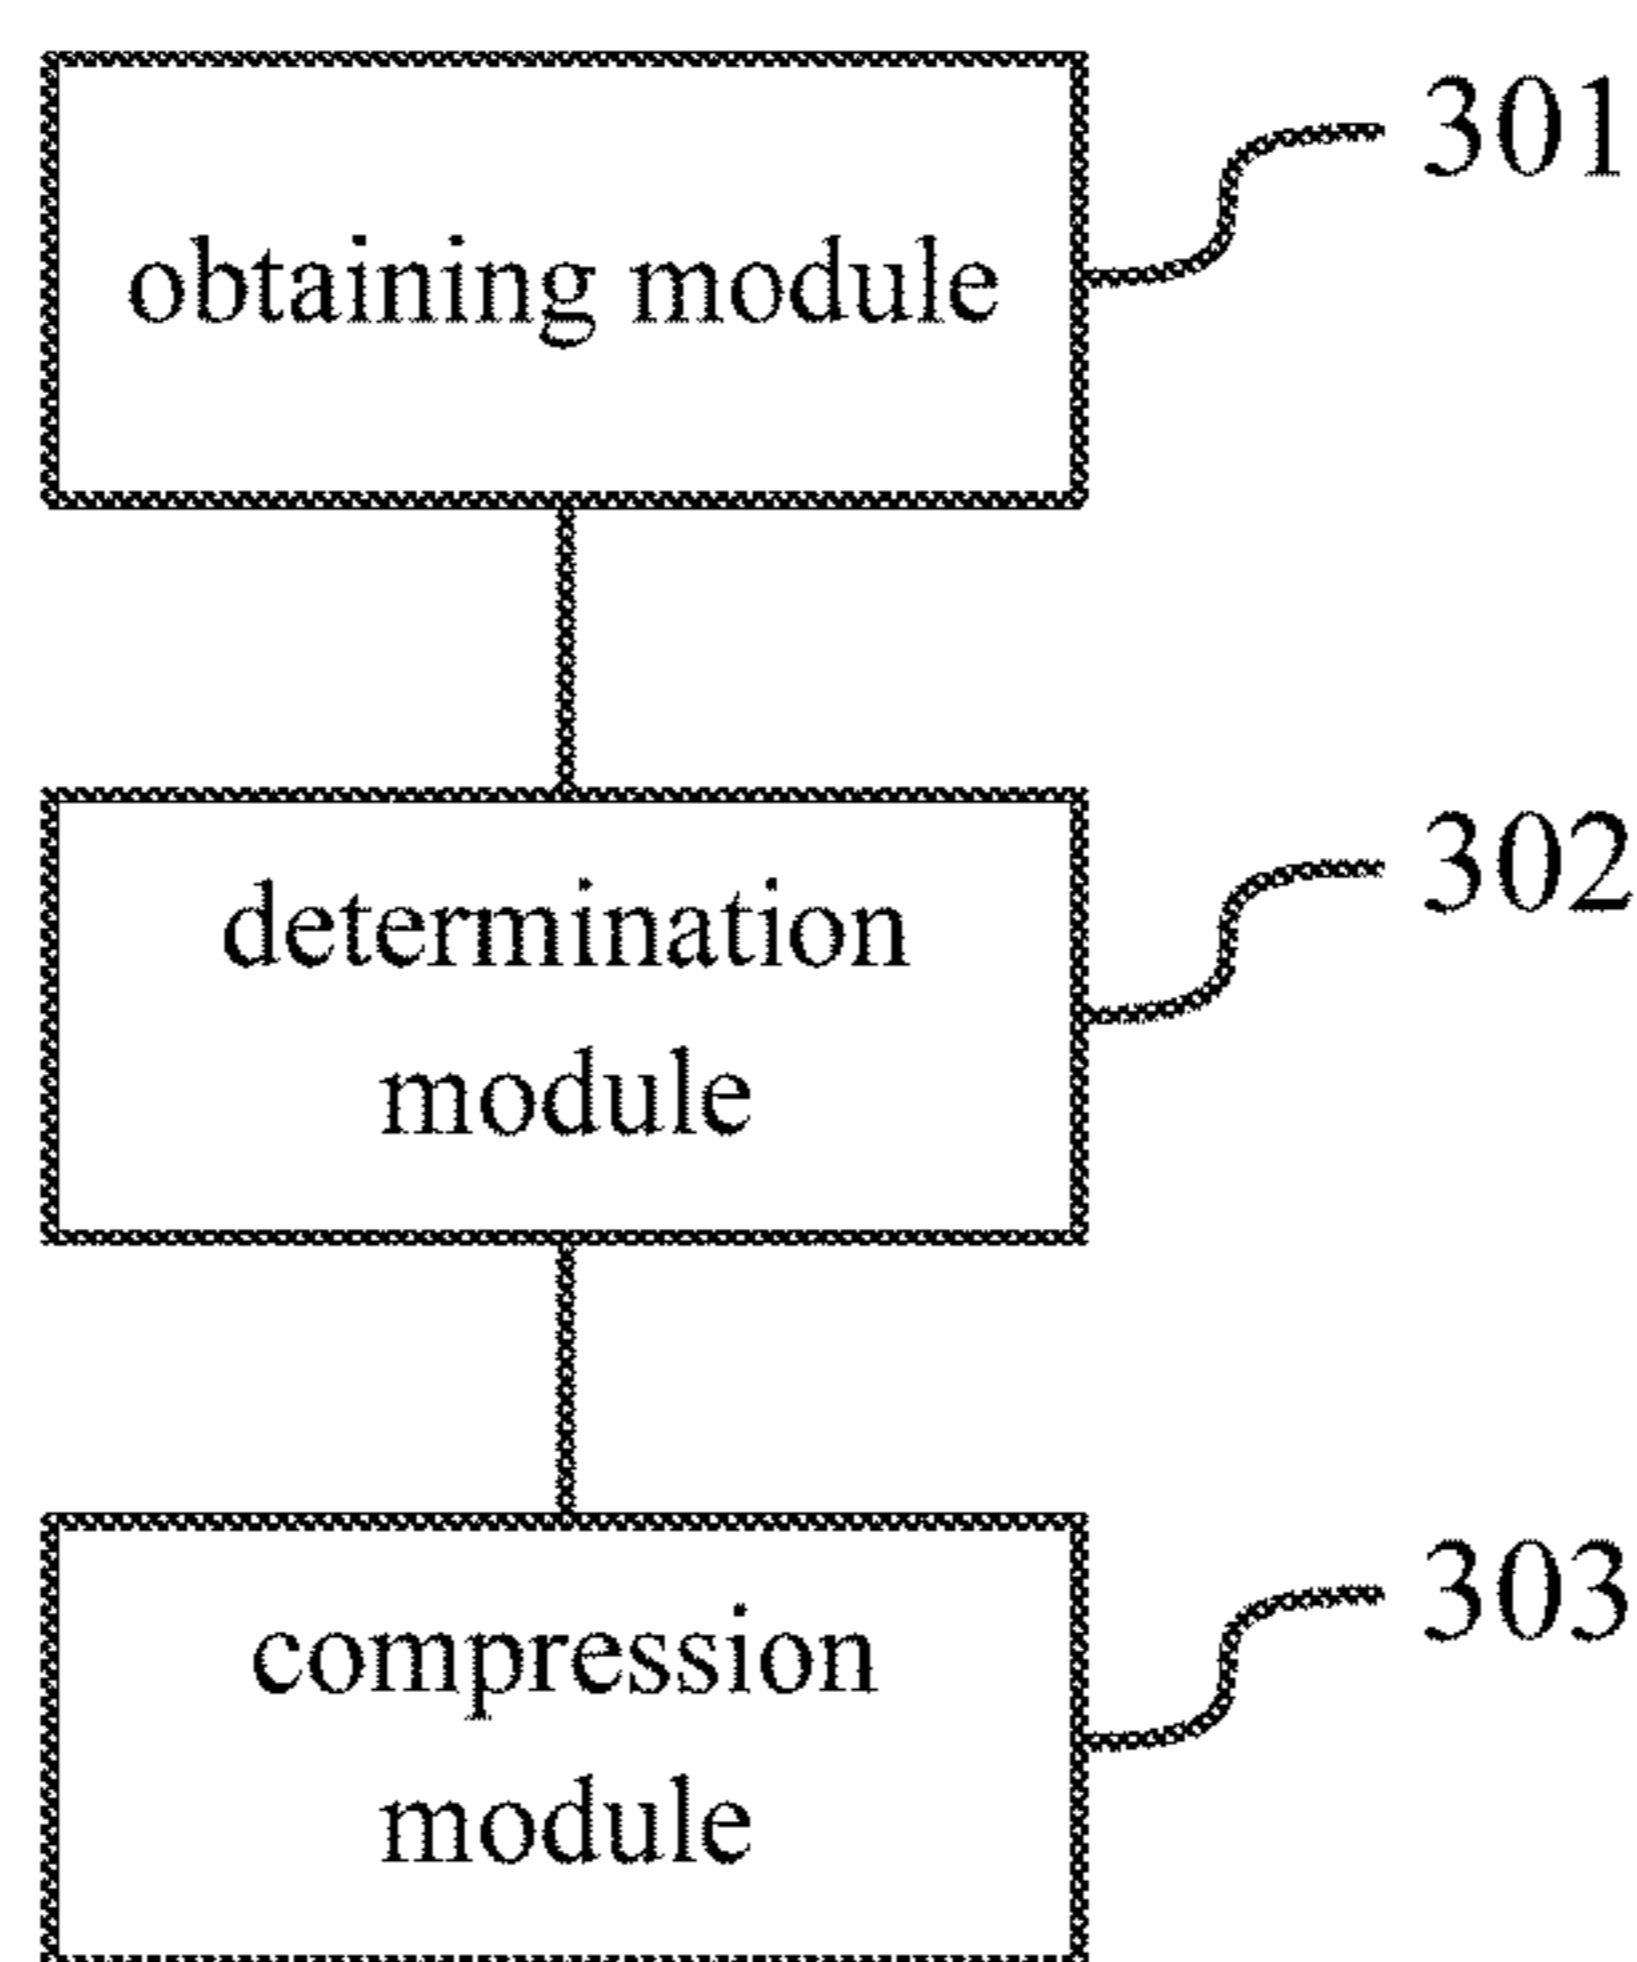 301
obtaining module
302
determination
module
303
compression
module